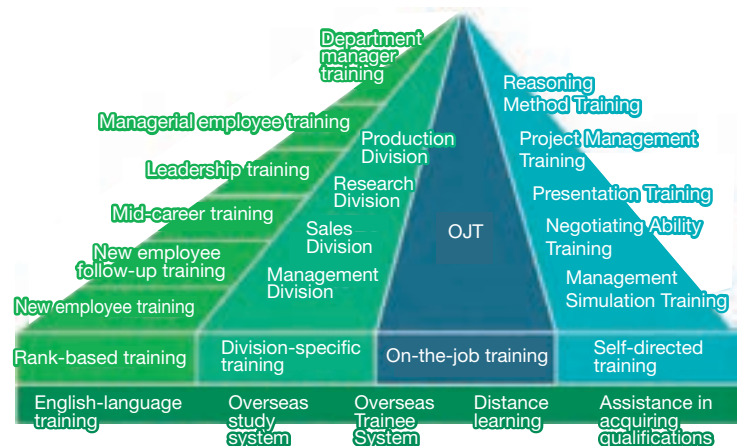 Department
manager
training
Managerial employee training
Leadership training
Mid-career training
New employee
follow-up training
New employee training
Rank-based training
Production
Division
Research
Division
Sales
Division
Management
Division
Division-specific
training
OJT
On-the-job training
Reasoning
Method Training
Project Management
Training
Presentation Training
Negotiating Ability
Training
Management
Simulation Training
Self-directed
training
English-language
training
Overseas
study
system
Overseas
Trainee
System
Distance
learning
Assistance in
acquiring
qualifications